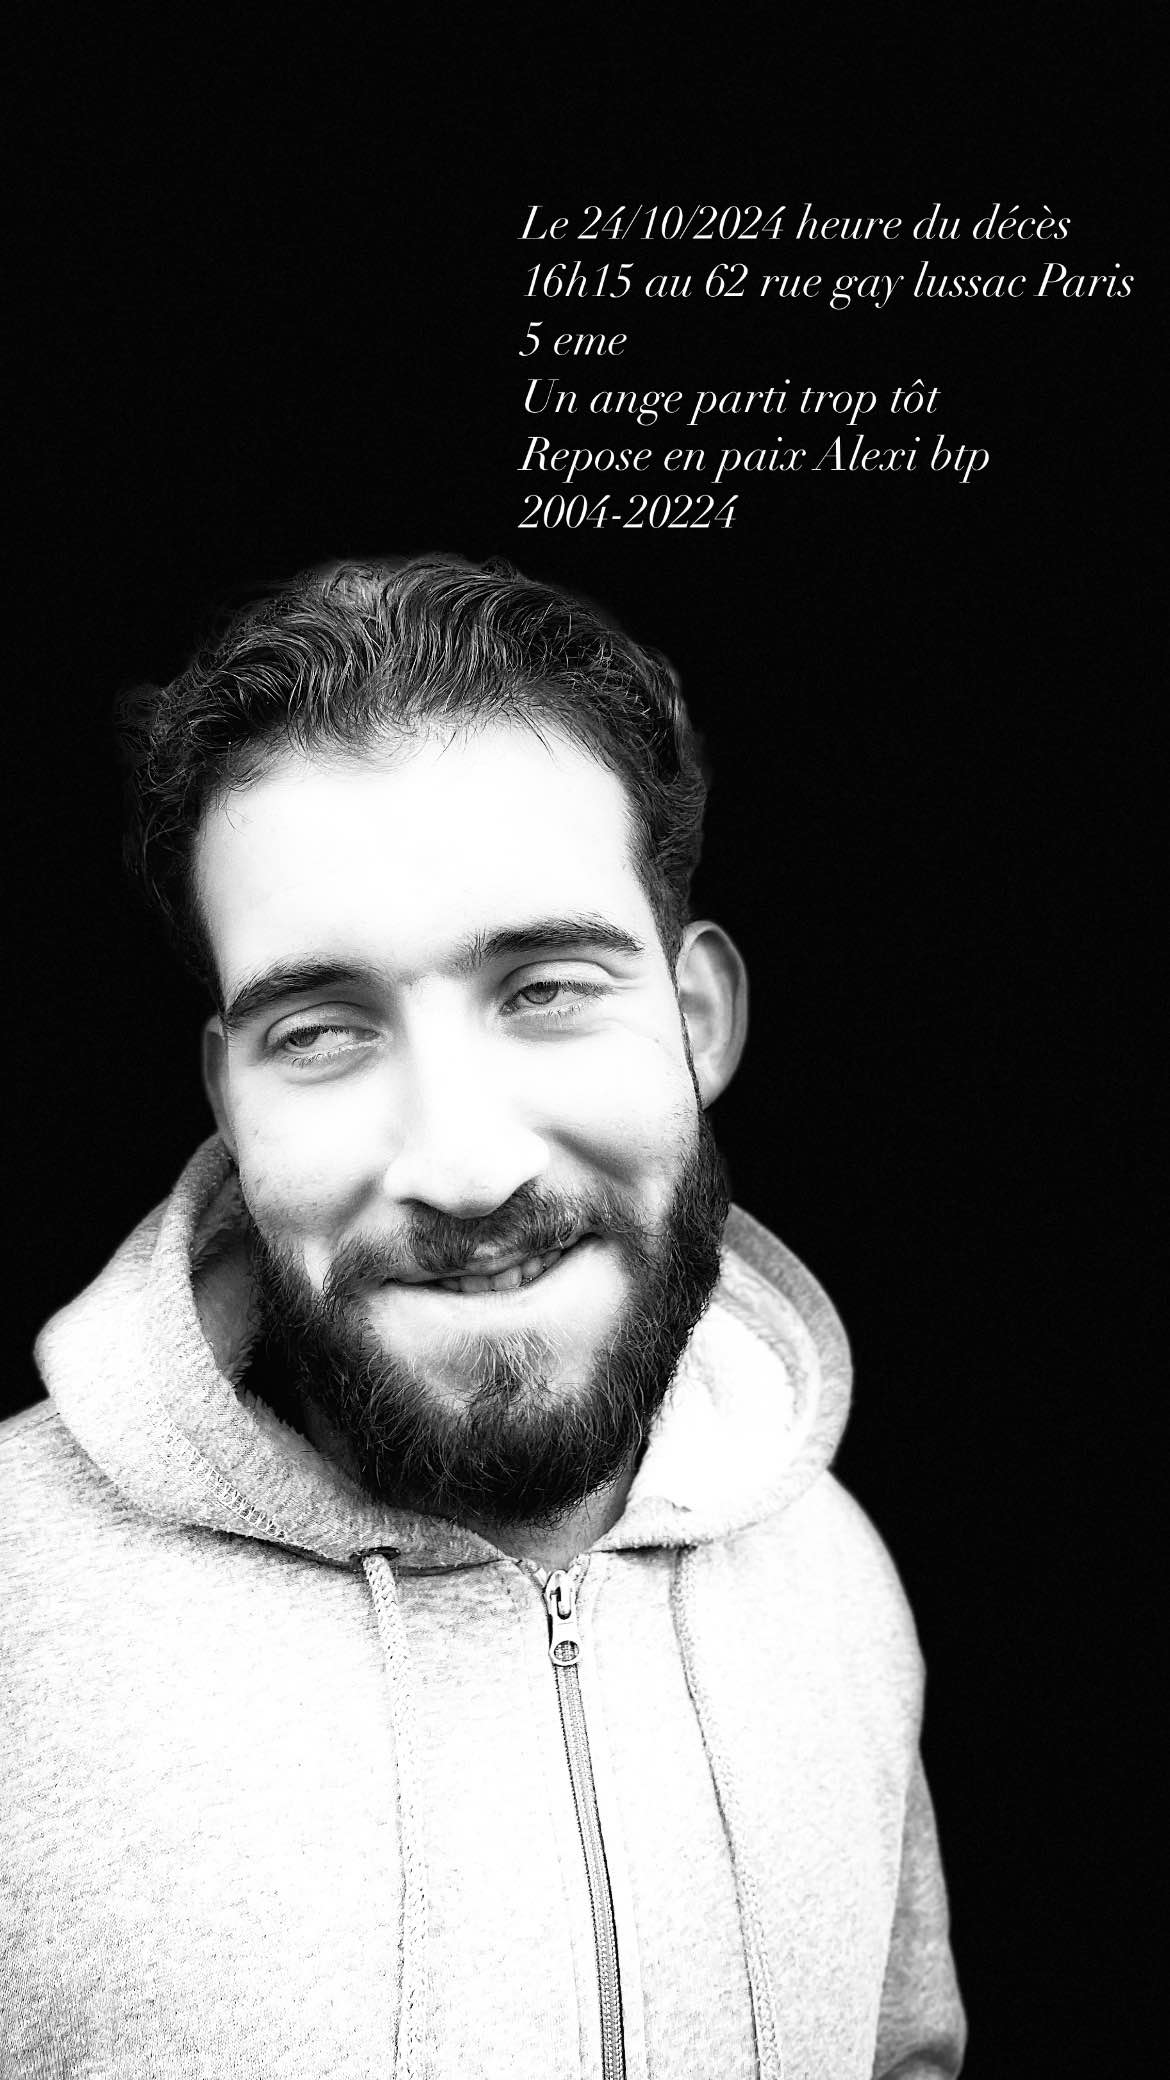 Le 24/10/2024 heure du décès
16h15 au 62 rue gay lussac Paris
5 eme
Un ange parti trop tôt
Repose en paix Alexi btp
2004-20224